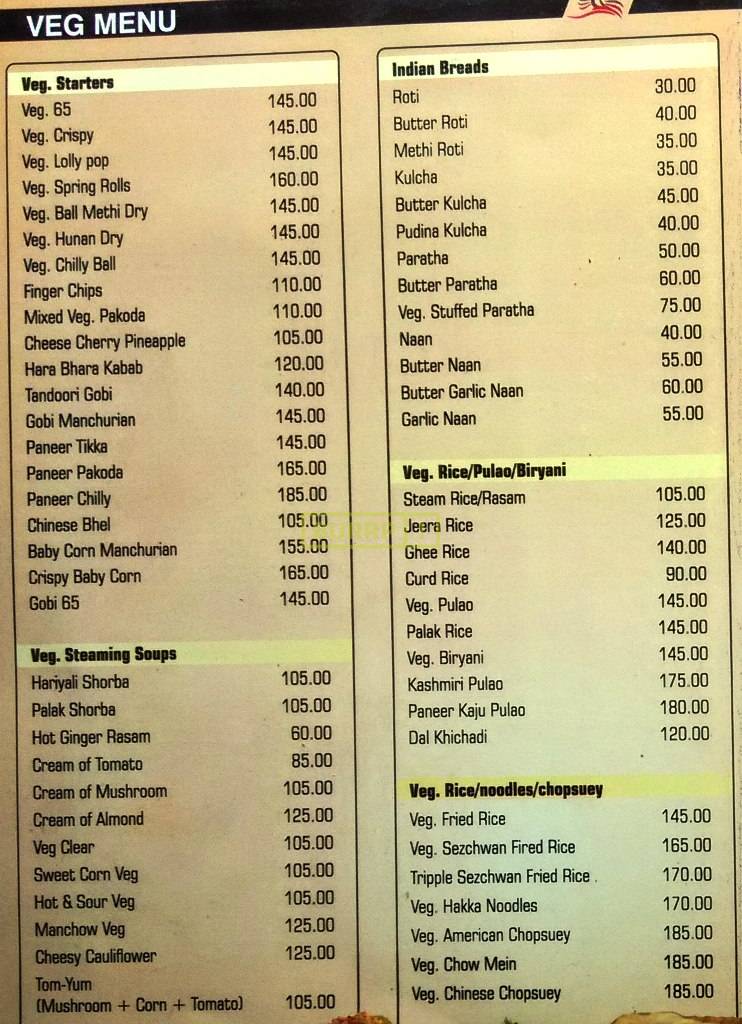 VEG MENU
Veg. Starters
Veg. 65 145.00
Veg. Crispy 145.00
Veg. Lolly pop 145.00
Veg. Spring Rolls 160.00
Veg. Ball Methi Dry 145.00
Veg. Hunan Dry 145.00
Veg. Chilly Ball 145.00
Finger Chips 110.00
Mixed Veg. Pakoda 110.00
Cheese Cherry Pineapple 105.00
Hara Bhara Kabab 120.00
Tandoori Gobi 140.00
Gobi Manchurian 145.00
Paneer Tikka 145.00
Paneer Pakoda 165.00
Paneer Chilly 185.00
Chinese Bhel 105.00
Baby Corn Manchurian 155.00
Crispy Baby Corn 165.00
Gobi 65 145.00
Veg. Steaming Soups
Hariyali Shorba 105.00
Palak Shorba 105.00
Hot Ginger Rasam 60.00
Cream of Tomato 85.00
Cream of Mushroom 105.00
Cream of Almond 125.00
Veg Clear 105.00
Sweet Corn Veg 105.00
Hot & Sour Veg 105.00
Manchow Veg 125.00
Cheesy Cauliflower 125.00
Tom-Yum
(Mushroom + Corn + Tomato) 105.00
Indian Breads
Roti 30.00
Butter Roti 40.00
Methi Roti 35.00
Kulcha 35.00
Butter Kulcha 45.00
Pudina Kulcha 40.00
Paratha 50.00
Butter Paratha 60.00
Veg. Stuffed Paratha 75.00
Naan 40.00
Butter Naan 55.00
Butter Garlic Naan 60.00
Garlic Naan 55.00
Veg. Rice/Pulao/Biryani
Steam Rice/Rasam 105.00
Jeera Rice 125.00
Ghee Rice 140.00
Curd Rice 90.00
Veg. Pulao 145.00
Palak Rice 145.00
Veg. Biryani 145.00
Kashmiri Pulao 175.00
Paneer Kaju Pulao 180.00
Dal Khichadi 120.00
Veg. Rice/noodles/chopsuey
Veg. Fried Rice 145.00
Veg. Sezchwan Fired Rice 165.00
Tripple Sezchwan Fried Rice . 170.00
Veg. Hakka Noodles 170.00
Veg. American Chopsuey 185.00
Veg. Chow Mein 185.00
Veg. Chinese Chopsuey 185.00